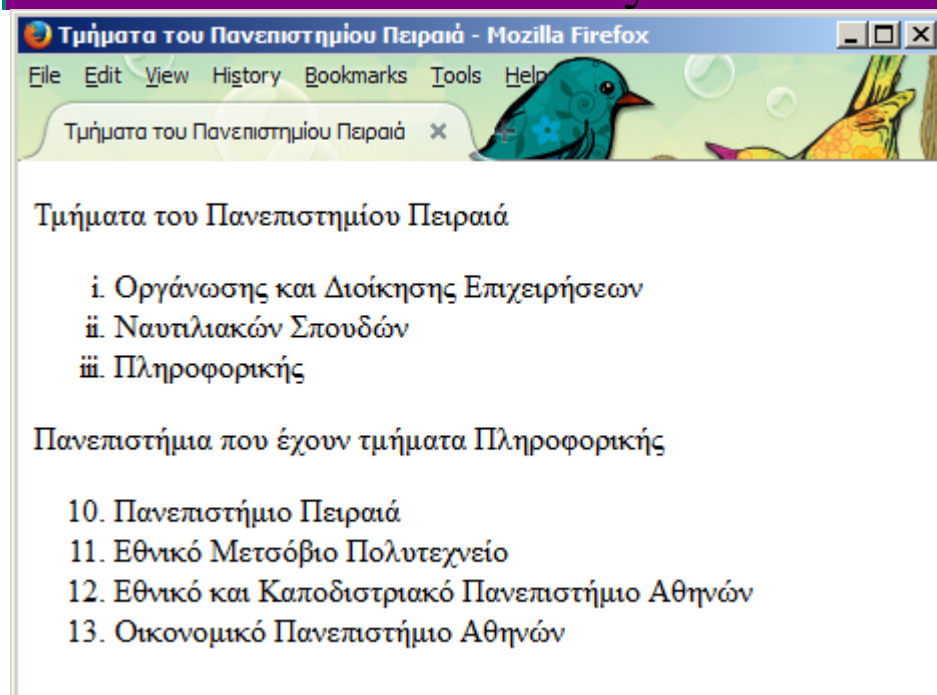 Τμήματα του Πανεπιστημίου Πειραιά - Mozilla Firefox
File Edit View History Bookmarks Tools Help
Τμήματα του Πανεπιστημίου Πειραιά
Τμήματα του Πανεπιστημίου Πειραιά
i. Οργάνωσης και Διοίκησης Επιχειρήσεων
ii. Ναυτιλιακών Σπουδών
iii. Πληροφορικής
Πανεπιστήμια που έχουν τμήματα Πληροφορικής
10. Πανεπιστήμιο Πειραιά
11. Εθνικό Μετσόβιο Πολυτεχνείο
12. Εθνικό και Καποδιστριακό Πανεπιστήμιο Αθηνών
13. Οικονομικό Πανεπιστήμιο Αθηνών